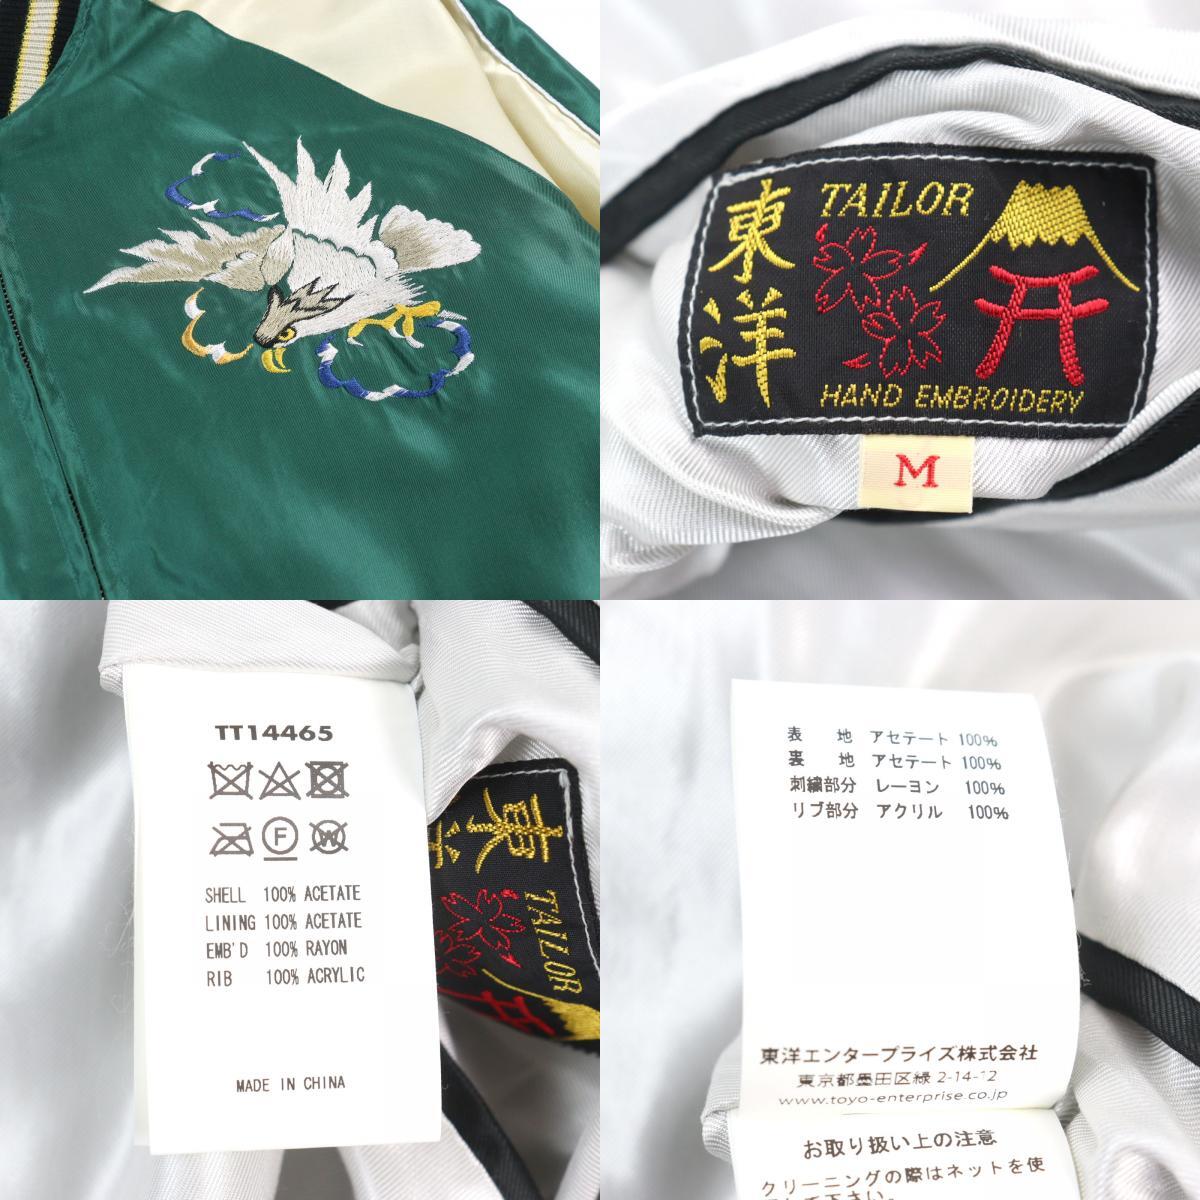 東洋
TAILOR
HAND EMBROIDERY
M
TT14465
F
W
SHELL 100% ACETATE
LINING 100% ACETATE
EMB'D 100% RAYON
RIB 100% ACRYLIC
MADE IN CHINA
東洋
TAILOR
表地 アセテート 100%
裏地 アセテート 100%
刺繍部分 レーヨン 100%
リブ部分 アクリル 100%
東洋エンタープライズ株式会社
東京都墨田区緑 2-14-12
www.toyo-enterprise.co.jp
お取り扱い上の注意
クリーニングの際はネットを使